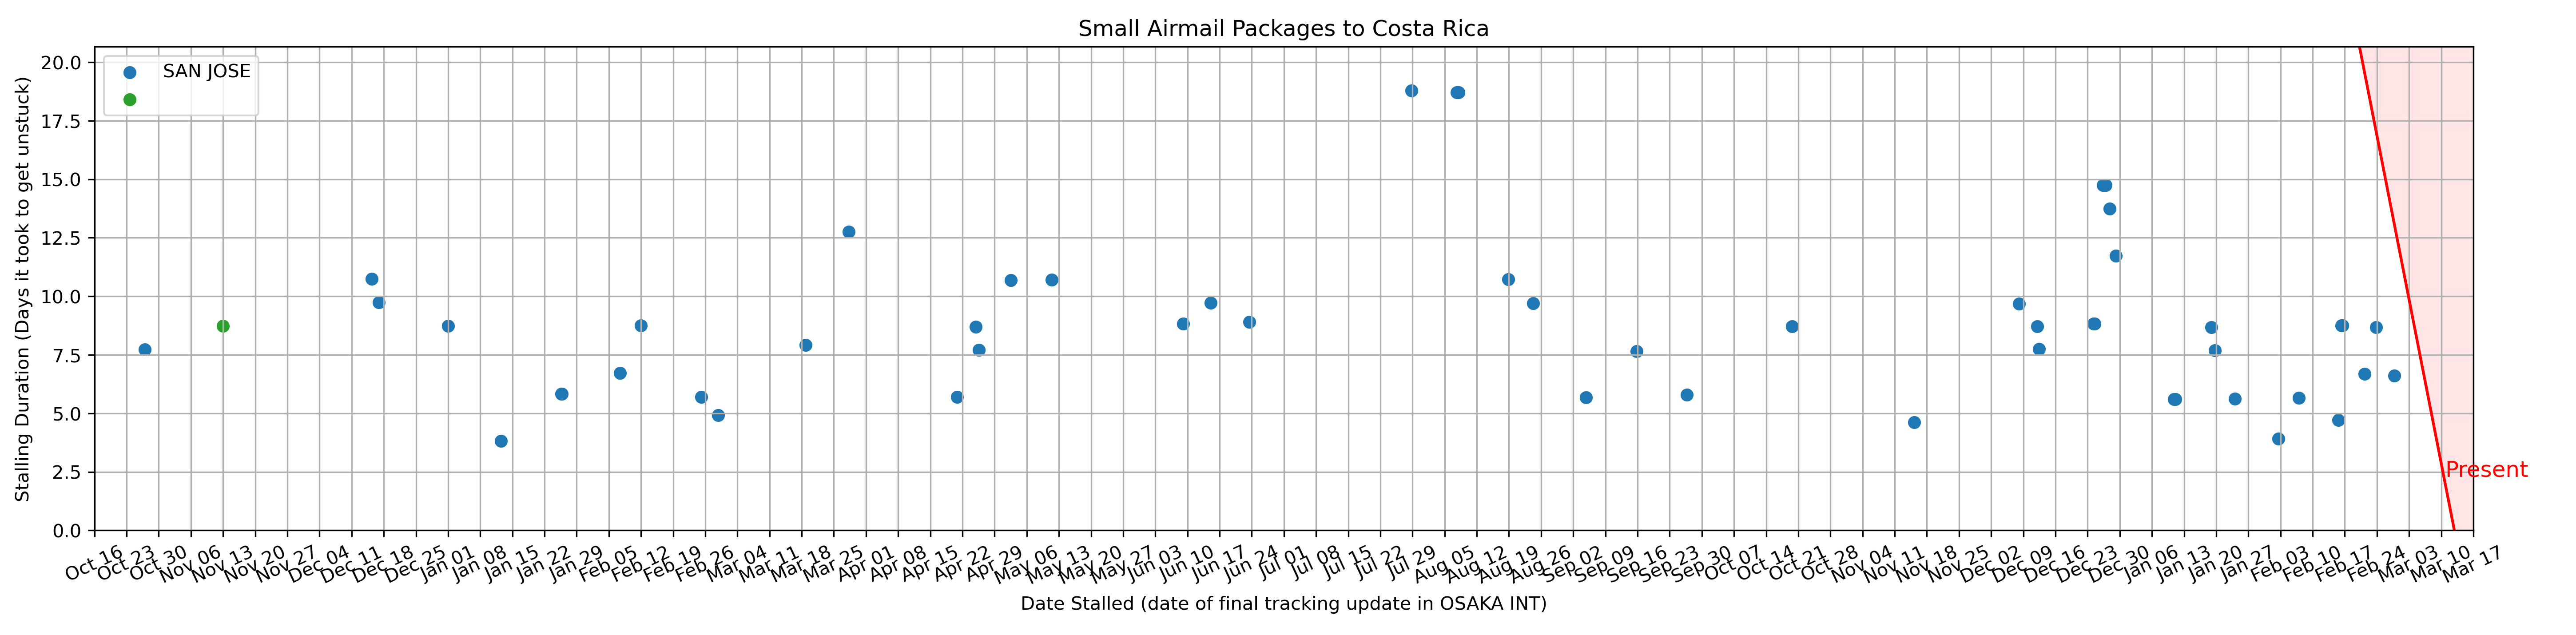 Small Airmail Packages to Costa Rica
SAN JOSE
20.0
17.5
15.0
12.5
10.0
7.5
5.0
2.5
0.0
Stalling Duration (Days it took to get unstuck)
Present
Oct 16
Oct 23
Oct 30
Nov 06
Nov 13
Nov 20
Nov 27
Dec 04
Dec 11
Dec 18
Dec 25
Jan 01
Jan 08
Jan 15
Jan 22
Jan 29
Feb 05
Feb 12
Feb 19
Feb 26
Mar 04
Mar 11
Mar 18
Mar 25
Apr 01
Apr 08
Apr 15
Apr 22
Apr 29
May 06
May 13
May 20
May 27
Jun 03
Jun 10
Jun 17
Jun 24
Jul 01
Jul 08
Jul 15
Jul 22
Jul 29
Aug 05
Aug 12
Aug 19
Aug 26
Sep 02
Sep 09
Sep 16
Sep 23
Sep 30
Oct 07
Oct 14
Oct 21
Oct 28
Nov 04
Nov 11
Nov 18
Nov 25
Dec 02
Dec 09
Dec 16
Dec 23
Dec 30
Jan 06
Jan 13
Jan 20
Jan 27
Feb 03
Feb 10
Feb 17
Feb 24
Mar 03
Mar 10
Mar 17
Date Stalled (date of final tracking update in OSAKA INT)